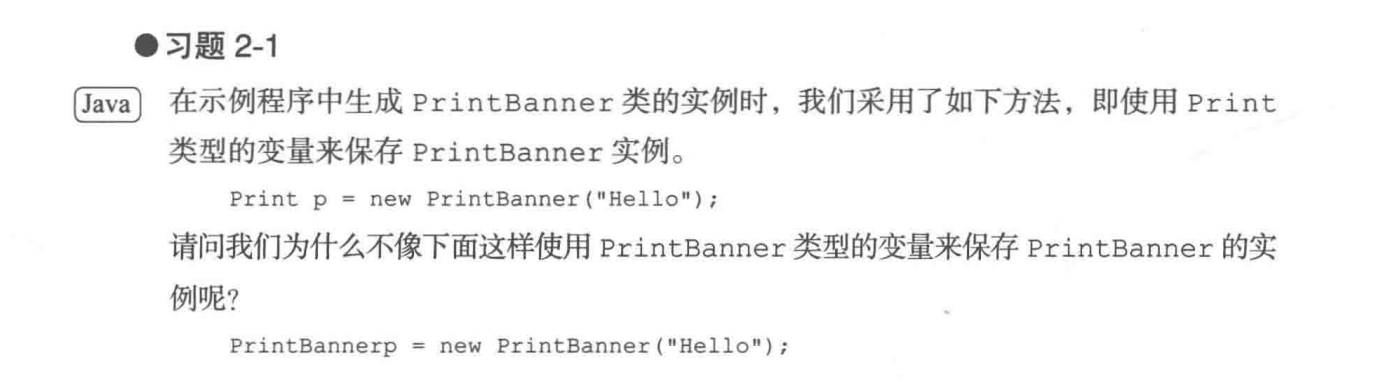 ●习题 2-1
Java 在示例程序中生成 PrintBanner 类的实例时，我们采用了如下方法，即使用 Print
类型的变量来保存 PrintBanner 实例。
Print p = new PrintBanner("Hello");
请问我们为什么不像下面这样使用 PrintBanner 类型的变量来保存 PrintBanner 的实
例呢？
PrintBannerp = new PrintBanner("Hello");